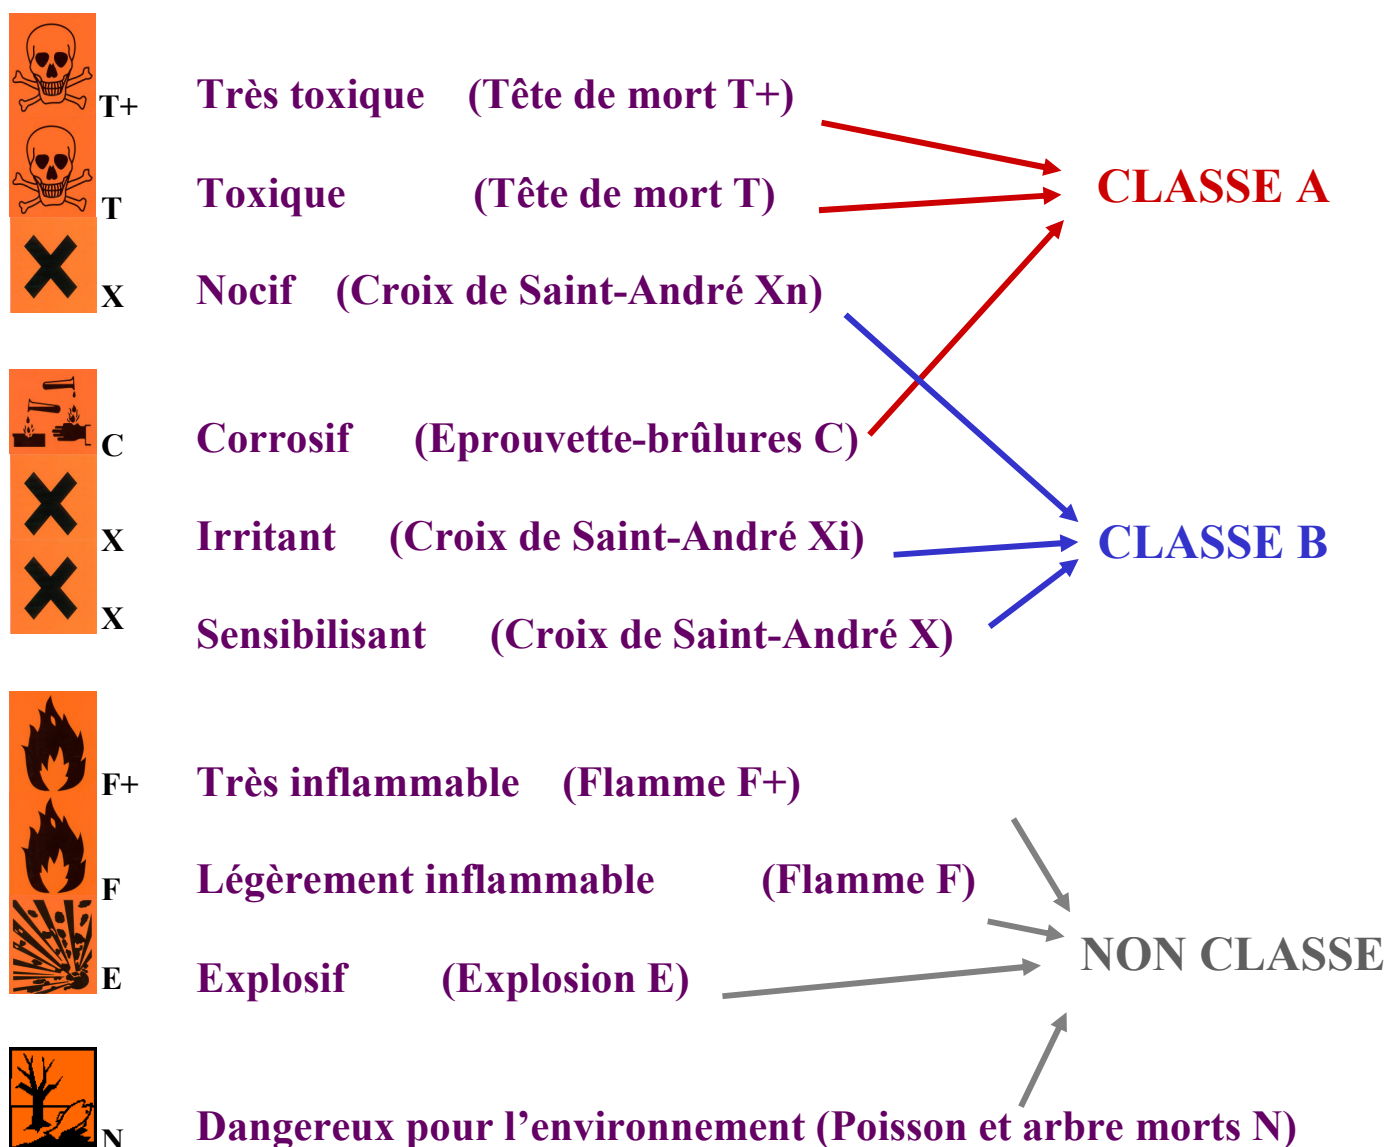 T+ Très toxique (Tête de mort T+)
CLASSE A
T Toxique (Tête de mort T)
X Nocif (Croix de Saint-André Xn)
C Corrosif (Eprouvette-brûlures C)
X Irritant (Croix de Saint-André Xi)
CLASSE B
X Sensibilisant (Croix de Saint-André X)
F+ Très inflammable (Flamme F+)
F Légèrement inflammable (Flamme F)
NON CLASSE
E Explosif (Explosion E)
N Dangereux pour l’environnement (Poisson et arbre morts N)